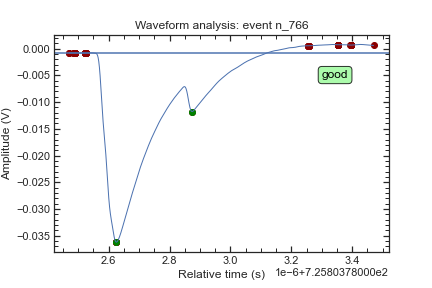 Waveform analysis: event n_766
0.000
−0.005
−0.010
−0.015
−0.020
−0.025
−0.030
−0.035
Amplitude (V)
good
2.6 2.8 3.0 3.2 3.4
Relative time (s) 1e−6+7.2580378000e2